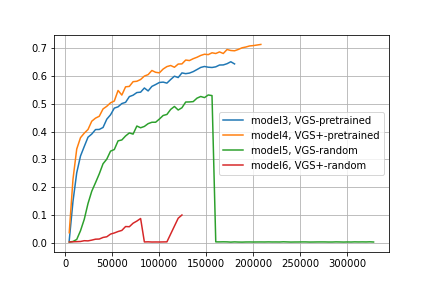 0.7
0.6
0.5
0.4
0.3
0.2
0.1
0.0
model3, VGS-pretrained
model4, VGS+-pretrained
model5, VGS-random
model6, VGS+-random
0 50000 100000 150000 200000 250000 300000